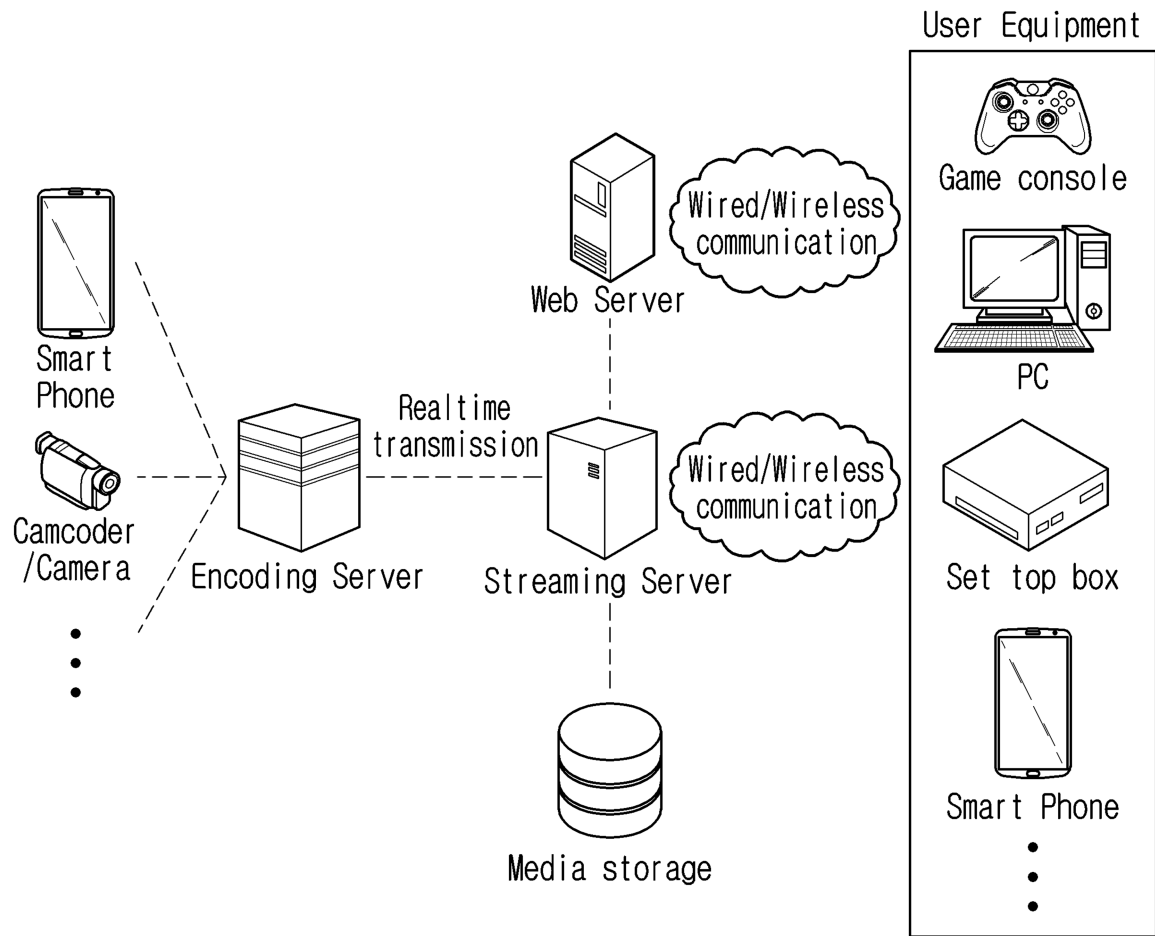 User Equipment
Game console
Wired/Wireless
communication
Web Server
Smart
Phone
PC
Realtime
transmission
Wired/Wireless
communication
Camcoder
/Camera
Encoding Server
Streaming Server
Set top box
Smart Phone
Media storage